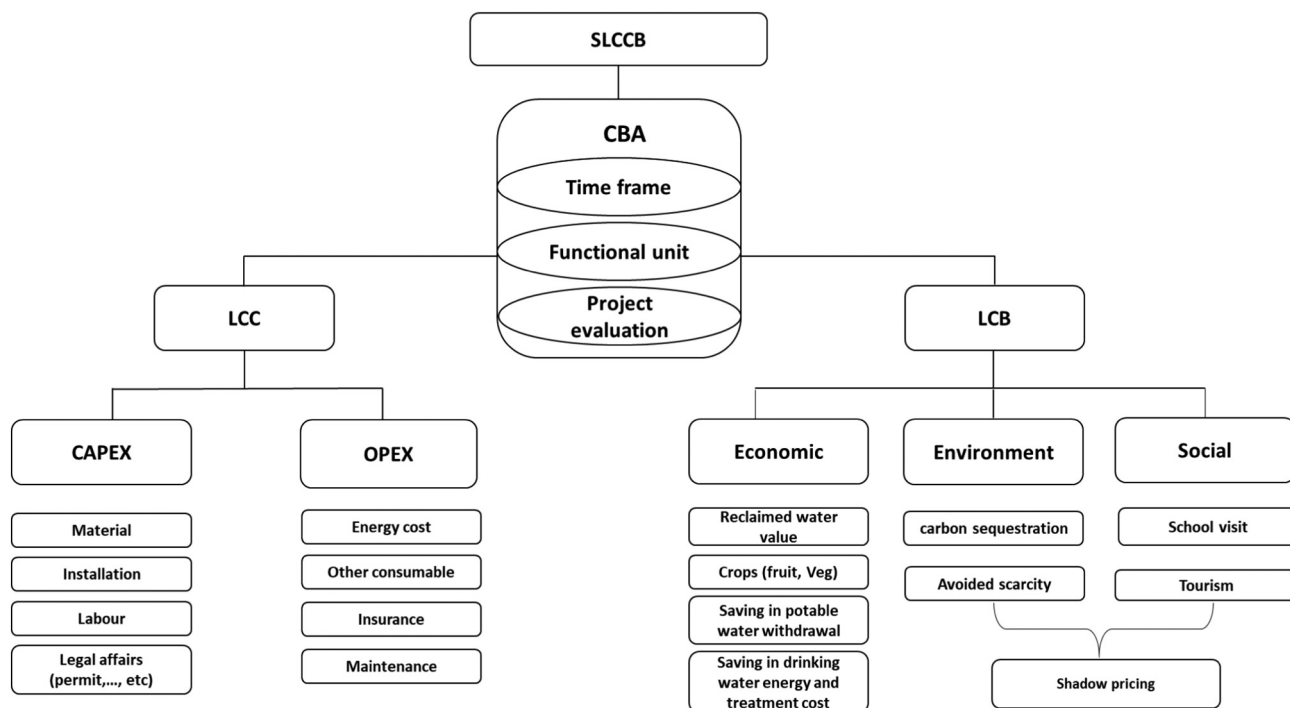 SLCCB
CBA
Time frame
Functional unit
Project
evaluation
LCC
LCB
CAPEX
OPEX
Economic
Environment
Social
Material
Installation
Labour
Legal affairs
(permit,..., etc)
Energy cost
Other consumable
Insurance
Maintenance
Reclaimed water
value
Crops (fruit, Veg)
Saving in potable
water withdrawal
Saving in drinking
water energy and
treatment cost
carbon sequestration
Avoided scarcity
School visit
Tourism
Shadow pricing